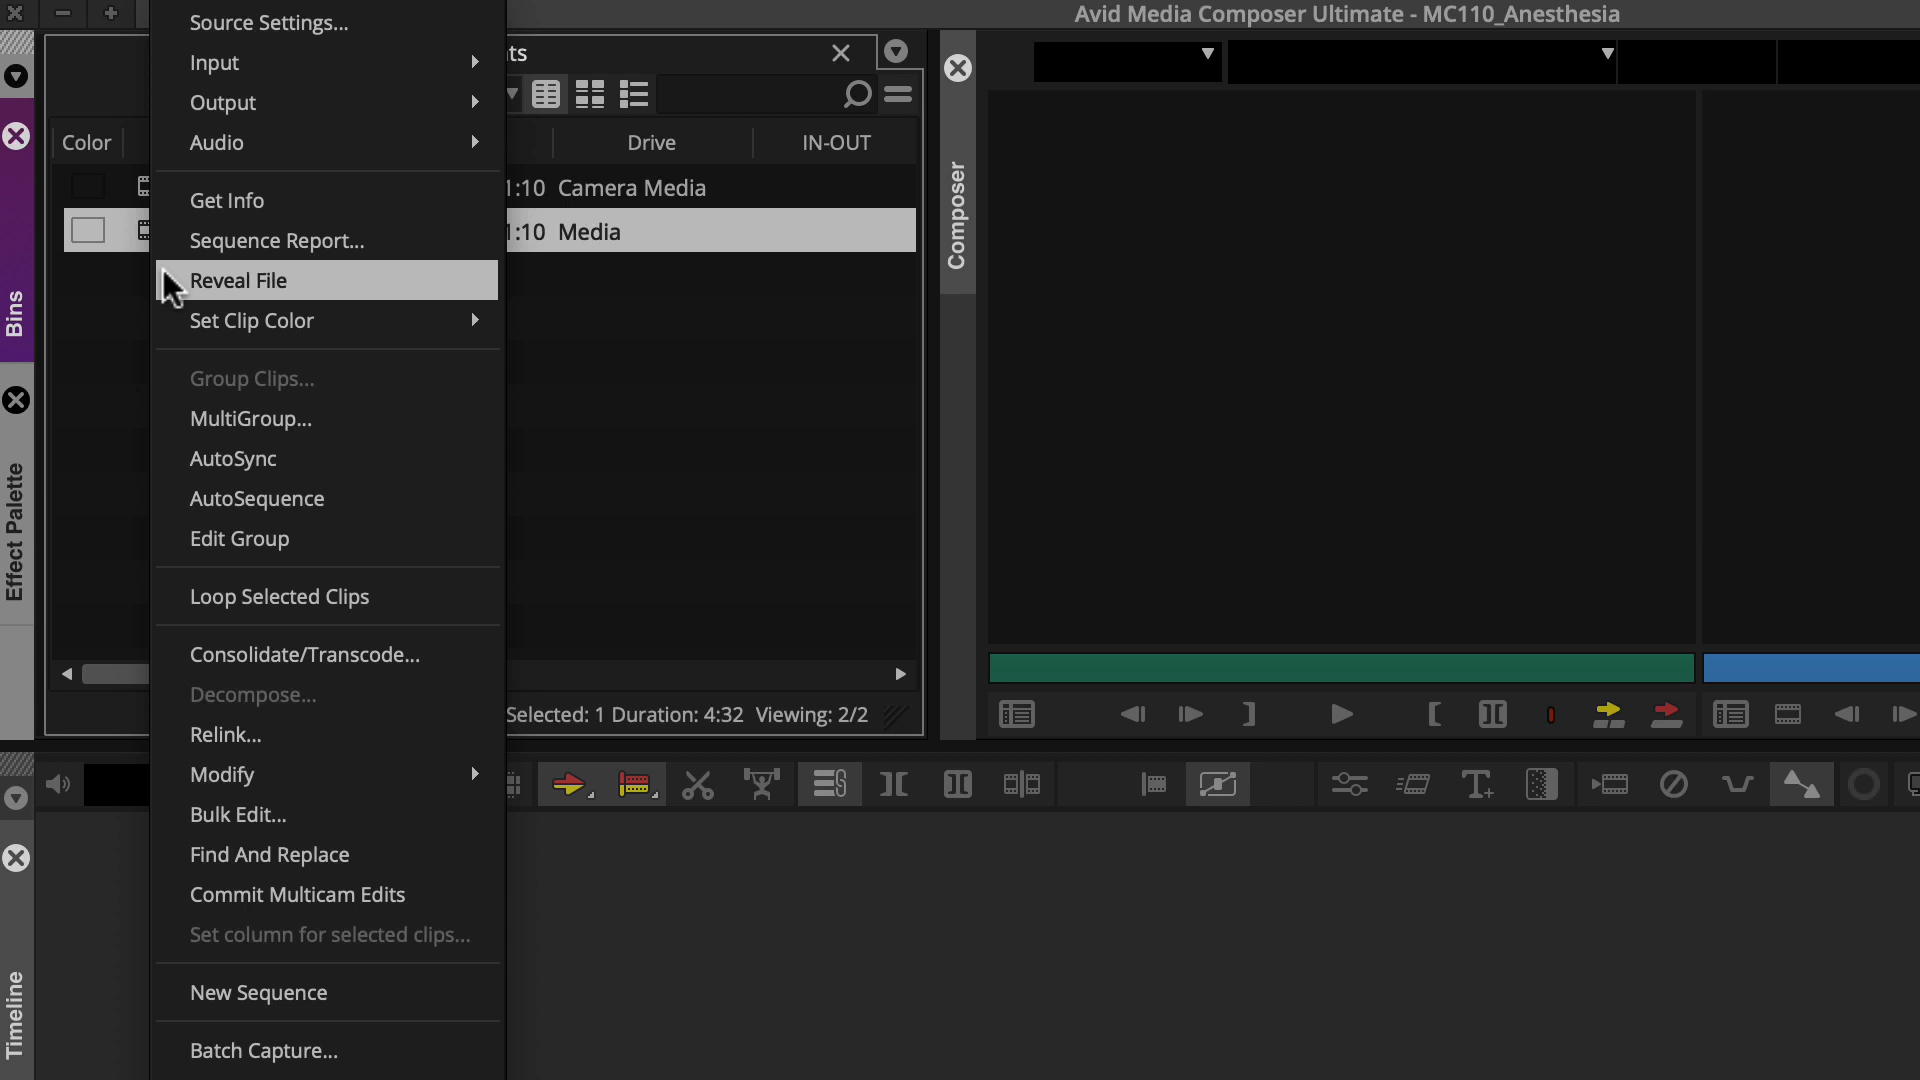 Avid Media Composer Ultimate - MC110_Anesthesia
Source Settings...
Input
Output
Audio
Get Info
Sequence Report...
Reveal File
Set Clip Color
Group Clips...
MultiGroup...
AutoSync
AutoSequence
Edit Group
Loop Selected Clips
Consolidate/Transcode...
Decompose...
Relink...
Modify
Bulk Edit...
Find And Replace
Commit Multicam Edits
Set column for selected clips...
New Sequence
Batch Capture...
ts
Color
Drive
IN-OUT
1:10 Camera Media
1:10 Media
Selected: 1 Duration: 4:32 Viewing: 2/2
Bins
Effect Palette
Composer
Timeline